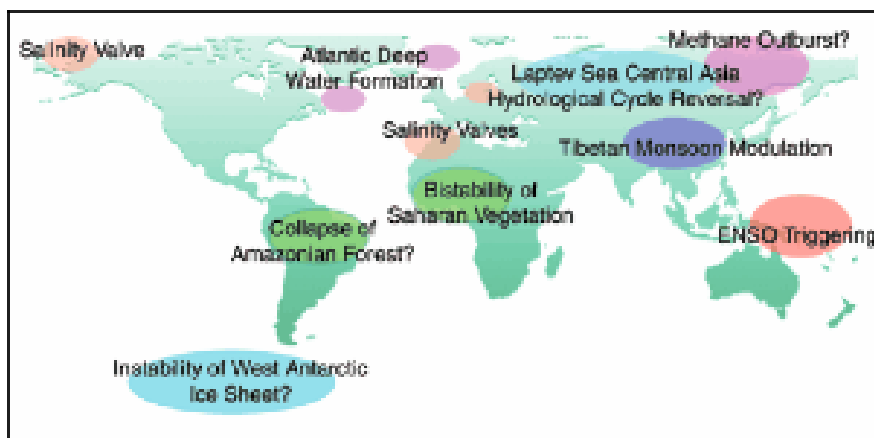 Salinity Valve
Atlantic Deep
Water Formation
Methane Outburst?
Laptev Sea Central Asia
Hydrological Cycle Reversal?
Salinity Valves
Tibetan Monsoon Modulation
Bistability of
Saharan Vegetation
Collapse of
Amazonian Forest?
ENSO Triggering
Instability of West Antarctic
Ice Sheet?